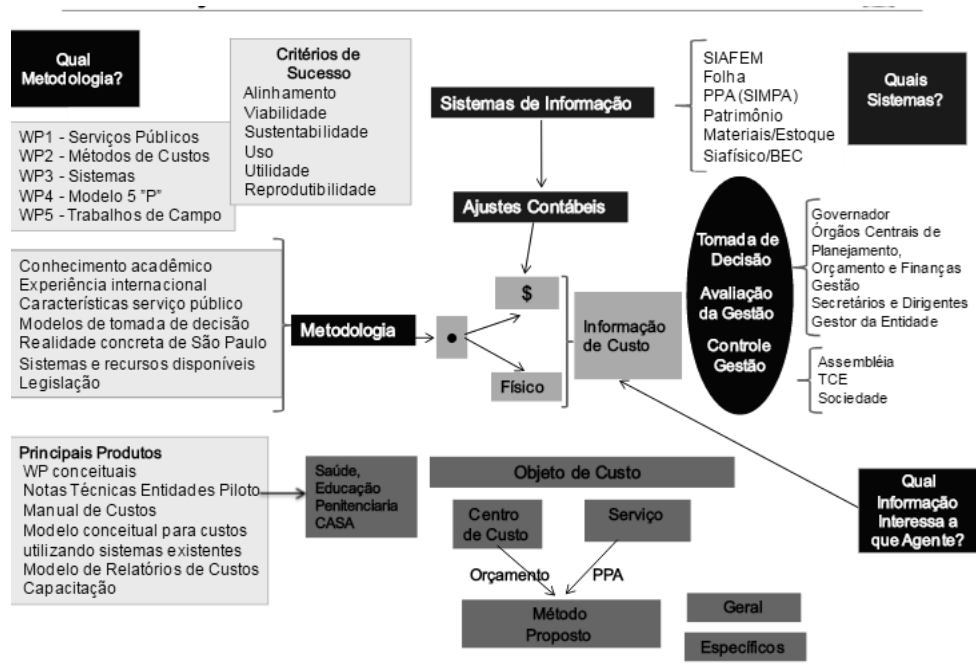 Qual
Metodologia?
WP1 - Serviços Públicos
WP2 - Métodos de Custos
WP3 - Sistemas
WP4 - Modelo 5 "P"
WP5 - Trabalhos de Campo
Critérios de
Sucesso
Alinhamento
Viabilidade
Sustentabilidade
Uso
Utilidade
Reprodutibilidade
Sistemas de Informação
SIAFEM
Folha
PPA (SIMPA)
Patrimônio
Materiais/Estoque
Siafísico/BEC
Quais
Sistemas?
Ajustes Contábeis
Conhecimento acadêmico
Experiência internacional
Características serviço público
Modelos de tomada de decisão
Realidade concreta de São Paulo
Sistemas e recursos disponíveis
Legislação
Metodologia
$
Físico
Informação
de Custo
Tomada de
Decisão
Avaliação
da Gestão
Controle
Gestão
Governador
Órgãos Centrais de
Planejamento,
Orçamento e Finanças
Gestão
Secretários e Dirigentes
Gestor da Entidade
Assembléia
TCE
Sociedade
Principais Produtos
WP conceituais
Notas Técnicas Entidades Piloto
Manual de Custos
Modelo conceitual para custos
utilizando sistemas existentes
Modelo de Relatórios de Custos
Capacitação
Saúde,
Educação
Penitenciaria
CASA
Objeto de Custo
Centro
de Custo
Serviço
Orçamento
PPA
Método
Proposto
Geral
Específicos
Qual
Informação
Interessa a
que Agente?